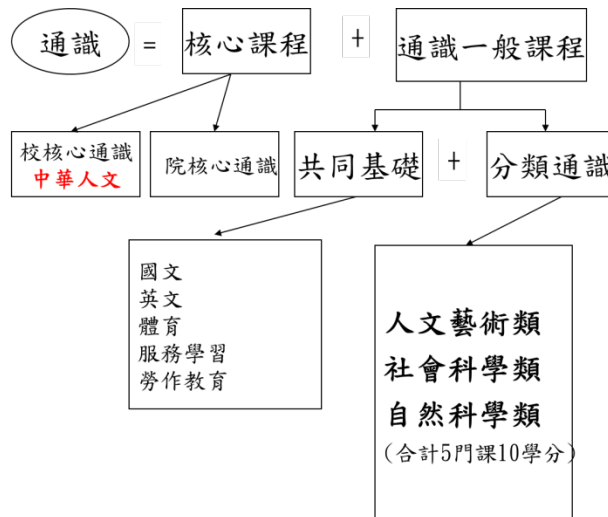 通識 = 核心課程 + 通識一般課程
校核心通識
中華人文
院核心通識
共同基礎 + 分類通識
國文
英文
體育
服務學習
勞作教育
人文藝術類
社會科學類
自然科學類
(合計5門課10學分)